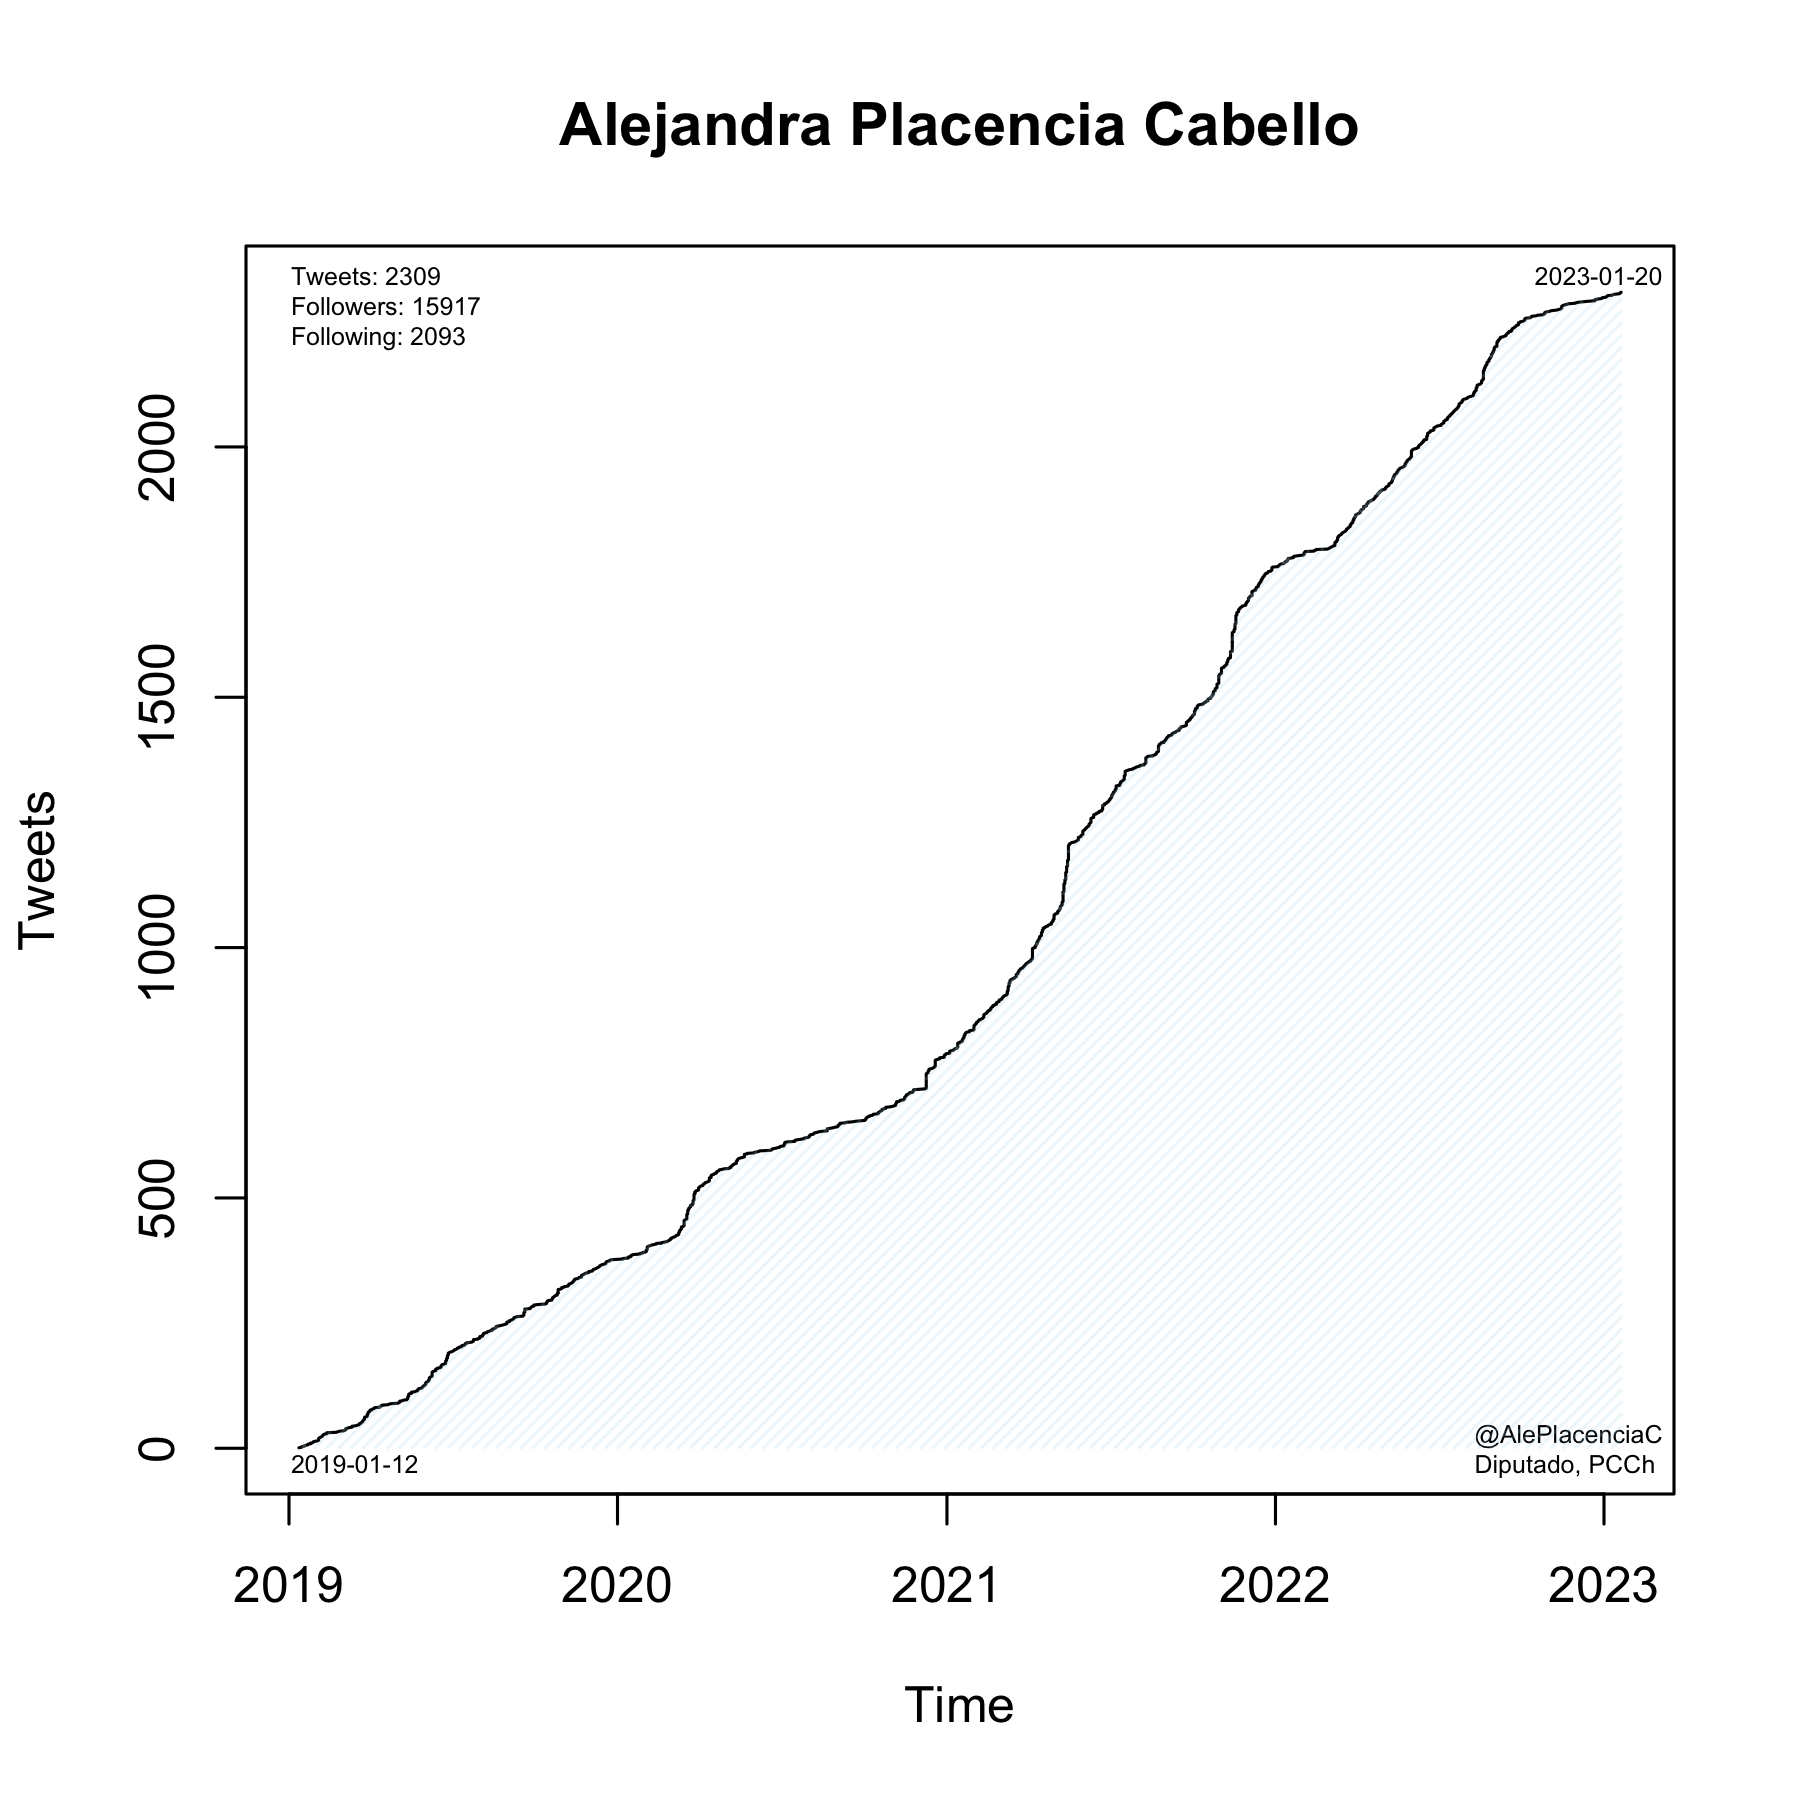 Alejandra Placencia Cabello
Tweets: 2309
Followers: 15917
Following: 2093
2023-01-20
Tweets
2000
1500
1000
500
0
2019-01-12
@AlePlacenciaC
Diputado, PCCh
2019 2020 2021 2022 2023
Time